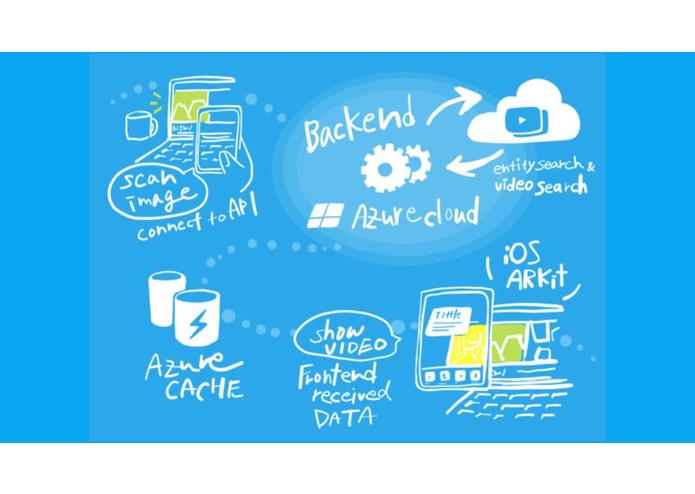 scan
image
connect to API
Backend
Azure cloud
entity search &
video search
Azure
CACHE
show
VIDEO
Frontend
received
DATA
iOS
ARKit
Tittle